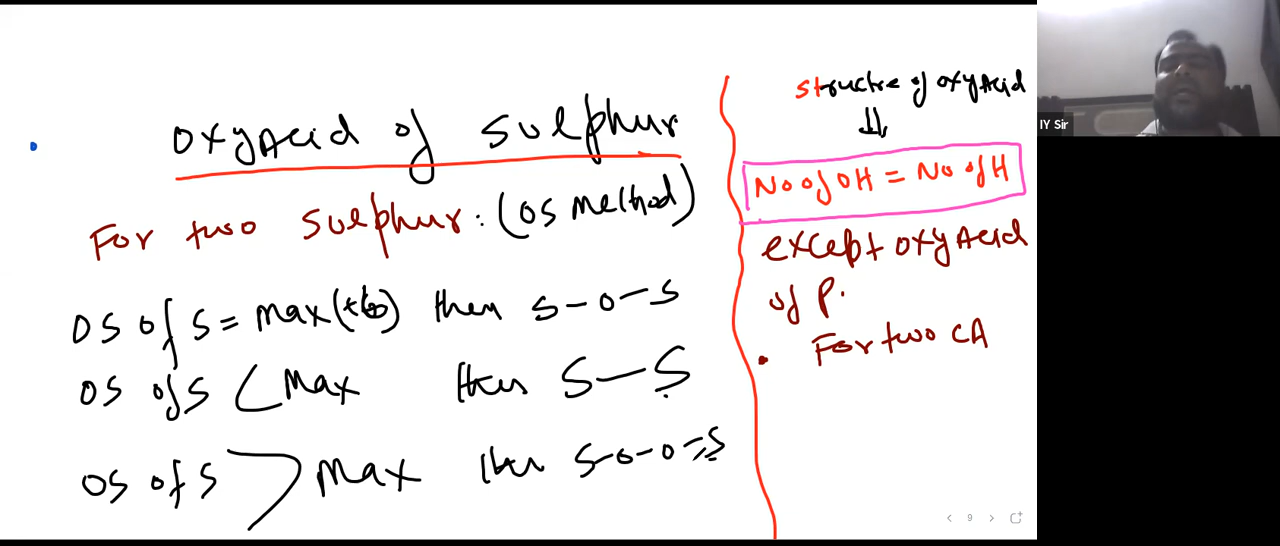 oxyAcid of sulphur
For two sulphur: (OS method)
OS of S = max(+6) then S-O-S
OS of S < Max then S-S
OS of S > Max then S-O-O-S
structre of oxyAcid
No of OH = No of H
except oxyAcid
of P.
• For two CA
IY Sir
9